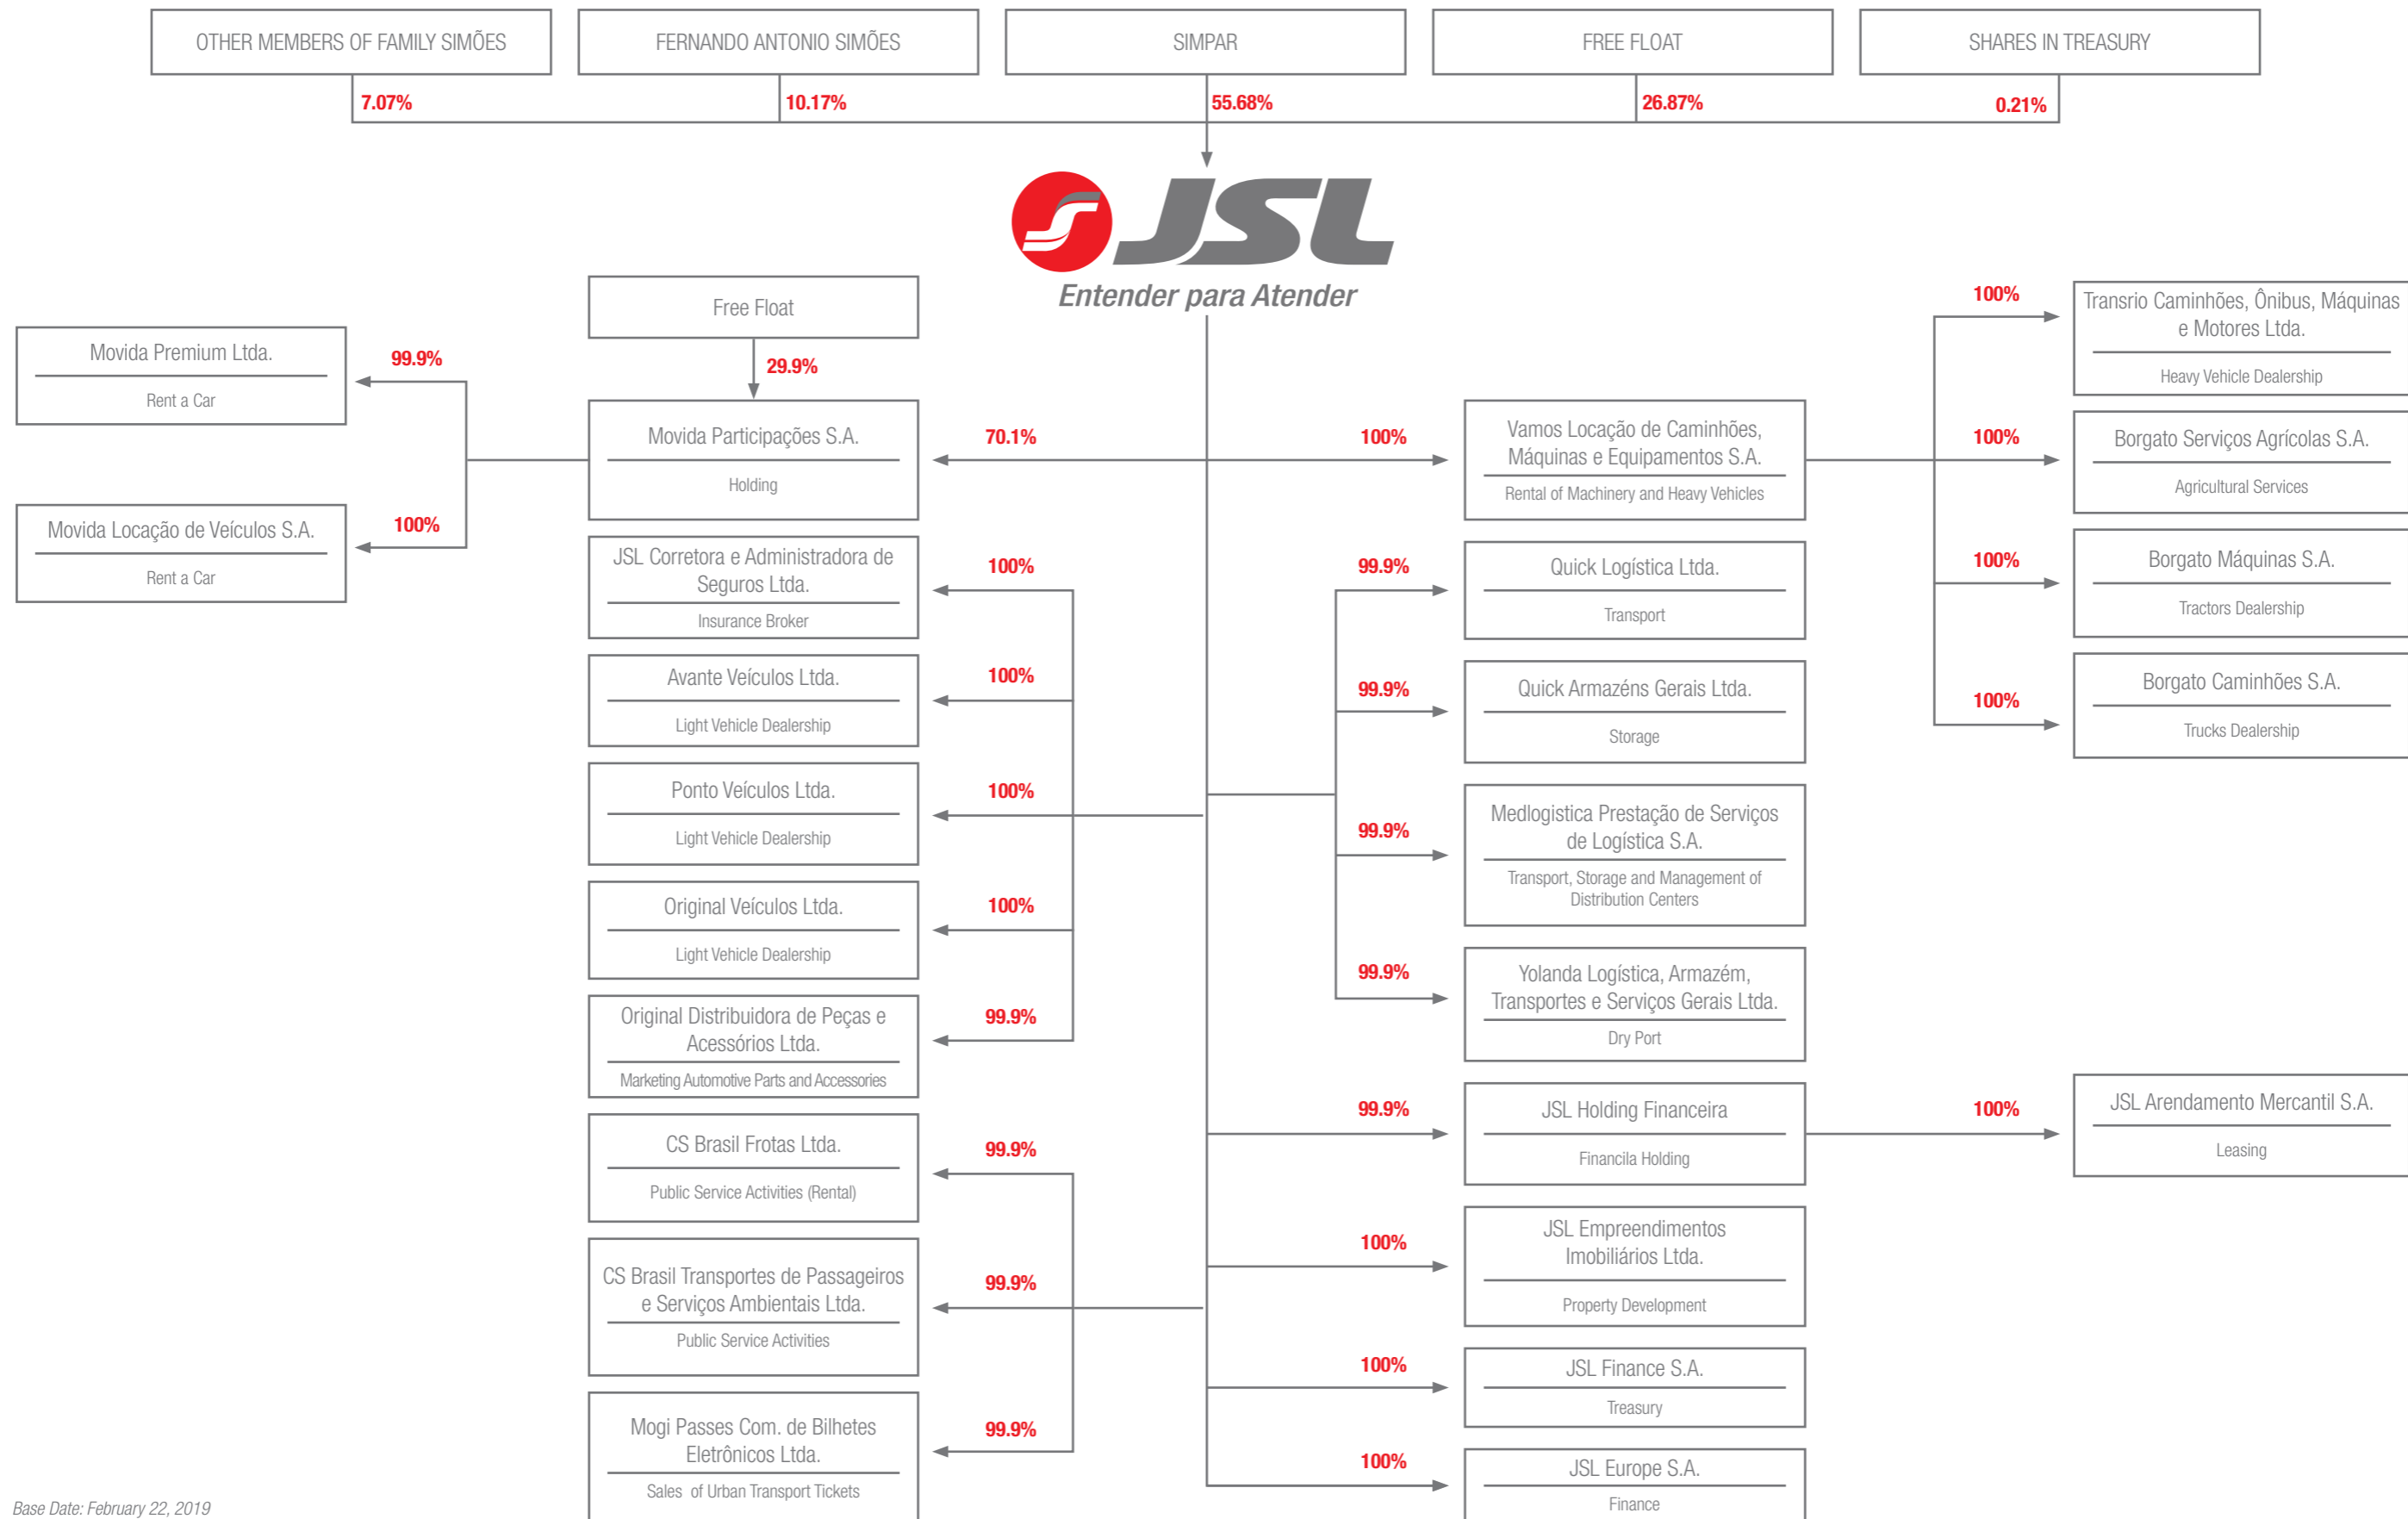 OTHER MEMBERS OF FAMILY SIMÕES
FERNANDO ANTONIO SIMÕES
SIMPAR
FREE FLOAT
SHARES IN TREASURY
7.07%
10.17%
55.68%
26.87%
0.21%
JSL
Entender para Atender
Free Float
29.9%
Movida Premium Ltda.
Rent a Car
99.9%
Movida Locação de Veículos S.A.
Rent a Car
100%
Movida Participações S.A.
Holding
70.1%
JSL Corretora e Administradora de
Seguros Ltda.
Insurance Broker
100%
Avante Veículos Ltda.
Light Vehicle Dealership
100%
Ponto Veículos Ltda.
Light Vehicle Dealership
100%
Original Veículos Ltda.
Light Vehicle Dealership
100%
Original Distribuidora de Peças e
Acessórios Ltda.
Marketing Automotive Parts and Accessories
99.9%
CS Brasil Frotas Ltda.
Public Service Activities (Rental)
99.9%
CS Brasil Transportes de Passageiros
e Serviços Ambientais Ltda.
Public Service Activities
99.9%
Mogi Passes Com. de Bilhetes
Eletrônicos Ltda.
Sales of Urban Transport Tickets
99.9%
100%
Vamos Locação de Caminhões,
Máquinas e Equipamentos S.A.
Rental of Machinery and Heavy Vehicles
99.9%
Quick Logística Ltda.
Transport
99.9%
Quick Armazéns Gerais Ltda.
Storage
99.9%
Medlogistica Prestação de Serviços
de Logística S.A.
Transport, Storage and Management of
Distribution Centers
99.9%
Yolanda Logística, Armazém,
Transportes e Serviços Gerais Ltda.
Dry Port
99.9%
JSL Holding Financeira
Financila Holding
100%
JSL Empreendimentos
Imobiliários Ltda.
Property Development
100%
JSL Finance S.A.
Treasury
100%
JSL Europe S.A.
Finance
100%
Transrio Caminhões, Ônibus, Máquinas
e Motores Ltda.
Heavy Vehicle Dealership
100%
Borgato Serviços Agrícolas S.A.
Agricultural Services
100%
Borgato Máquinas S.A.
Tractors Dealership
100%
Borgato Caminhões S.A.
Trucks Dealership
100%
JSL Arendamento Mercantil S.A.
Leasing
Base Date: February 22, 2019